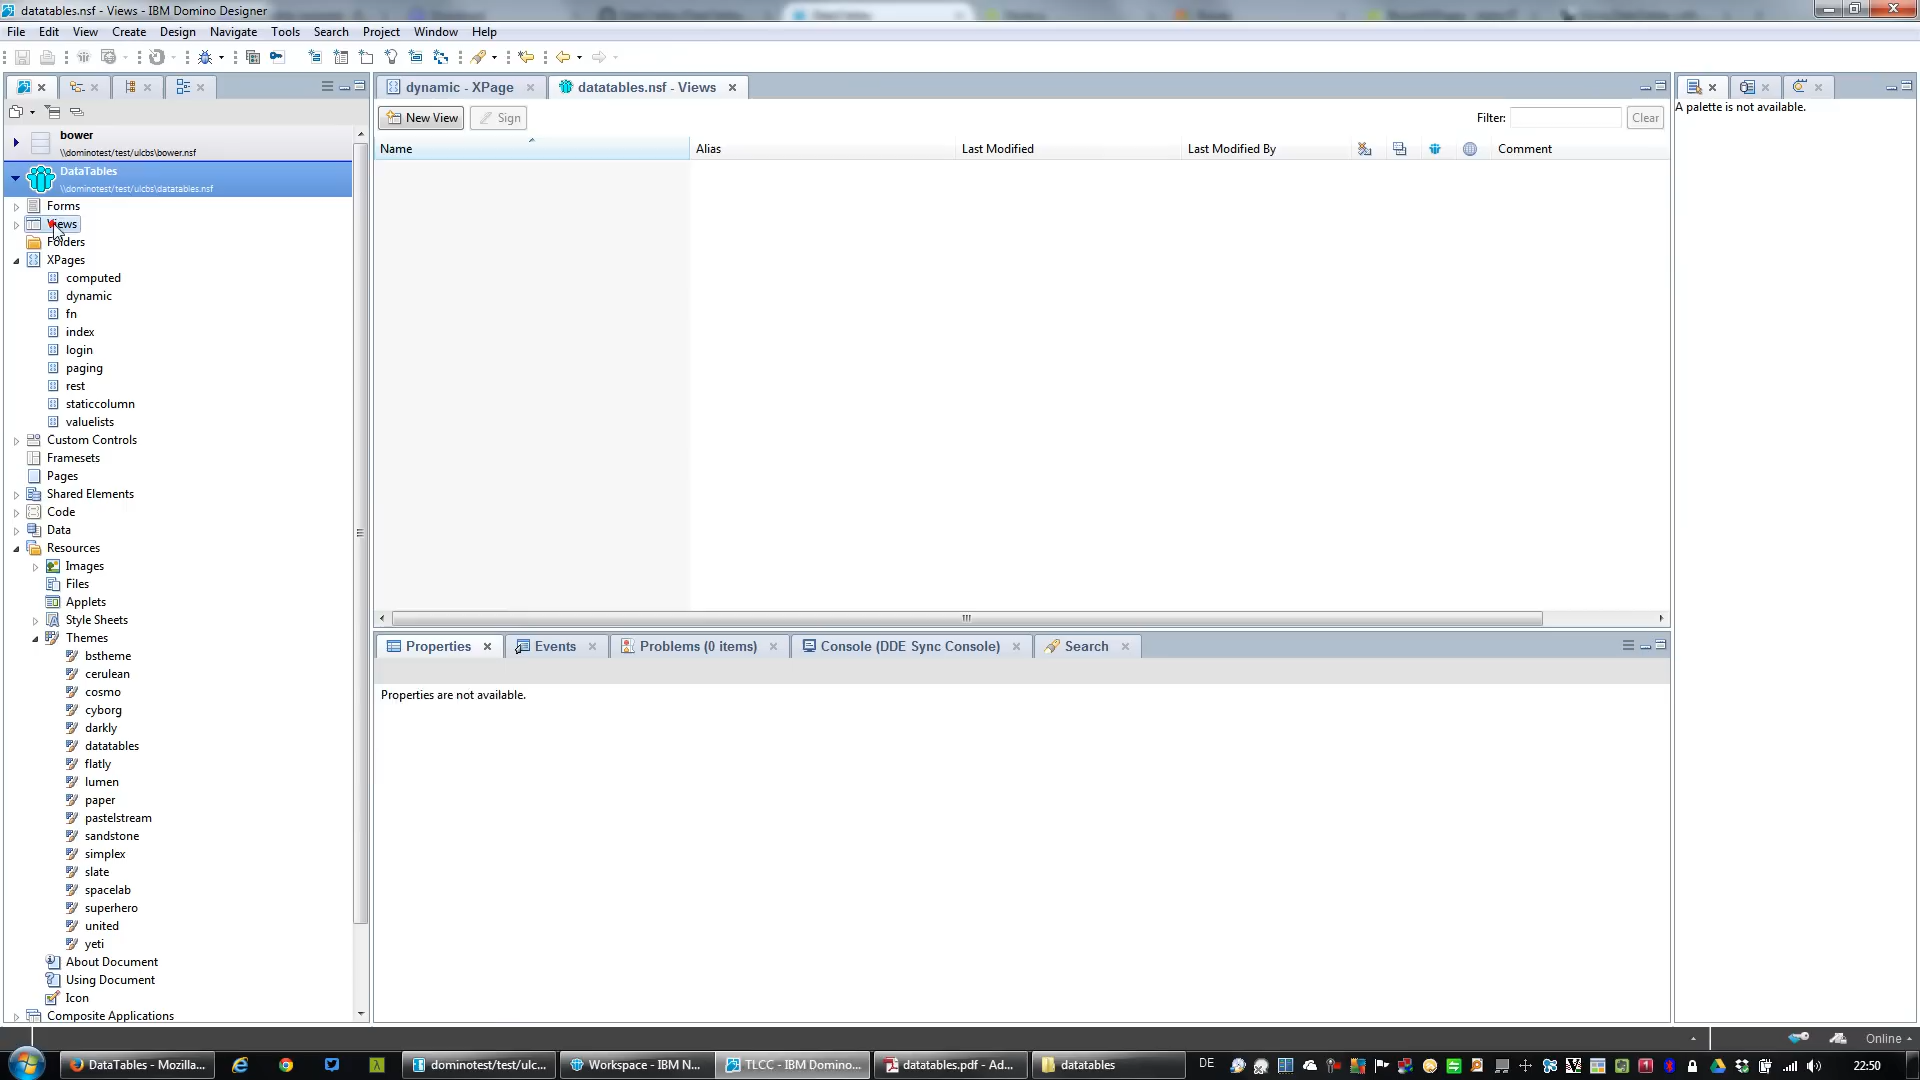 datatables.nsf - Views - IBM Domino Designer
File Edit View Create Design Navigate Tools Search Project Window Help
dynamic - XPage
datatables.nsf - Views
A palette is not available.
New View
Sign
Filter:
Clear
Name
Alias
Last Modified
Last Modified By
Comment
bower
\\dominotest/test/ulcbs\bower.nsf
DataTables
\\dominotest/test/ulcbs\datatables.nsf
Forms
Views
Folders
XPages
computed
dynamic
fn
index
login
paging
rest
staticcolumn
valuelists
Custom Controls
Framesets
Pages
Shared Elements
Code
Data
Resources
Images
Files
Applets
Style Sheets
Themes
bstheme
cerulean
cosmo
cyborg
darkly
datatables
flatly
lumen
paper
pastelstream
sandstone
simplex
slate
spacelab
superhero
united
yeti
About Document
Using Document
Icon
Composite Applications
Properties
Events
Problems (0 items)
Console (DDE Sync Console)
Search
Properties are not available.
Online
DataTables - Mozilla...
dominotest/test/ulc...
Workspace - IBM N...
TLCC - IBM Domino...
datatables.pdf - Ad...
datatables
DE
22:50